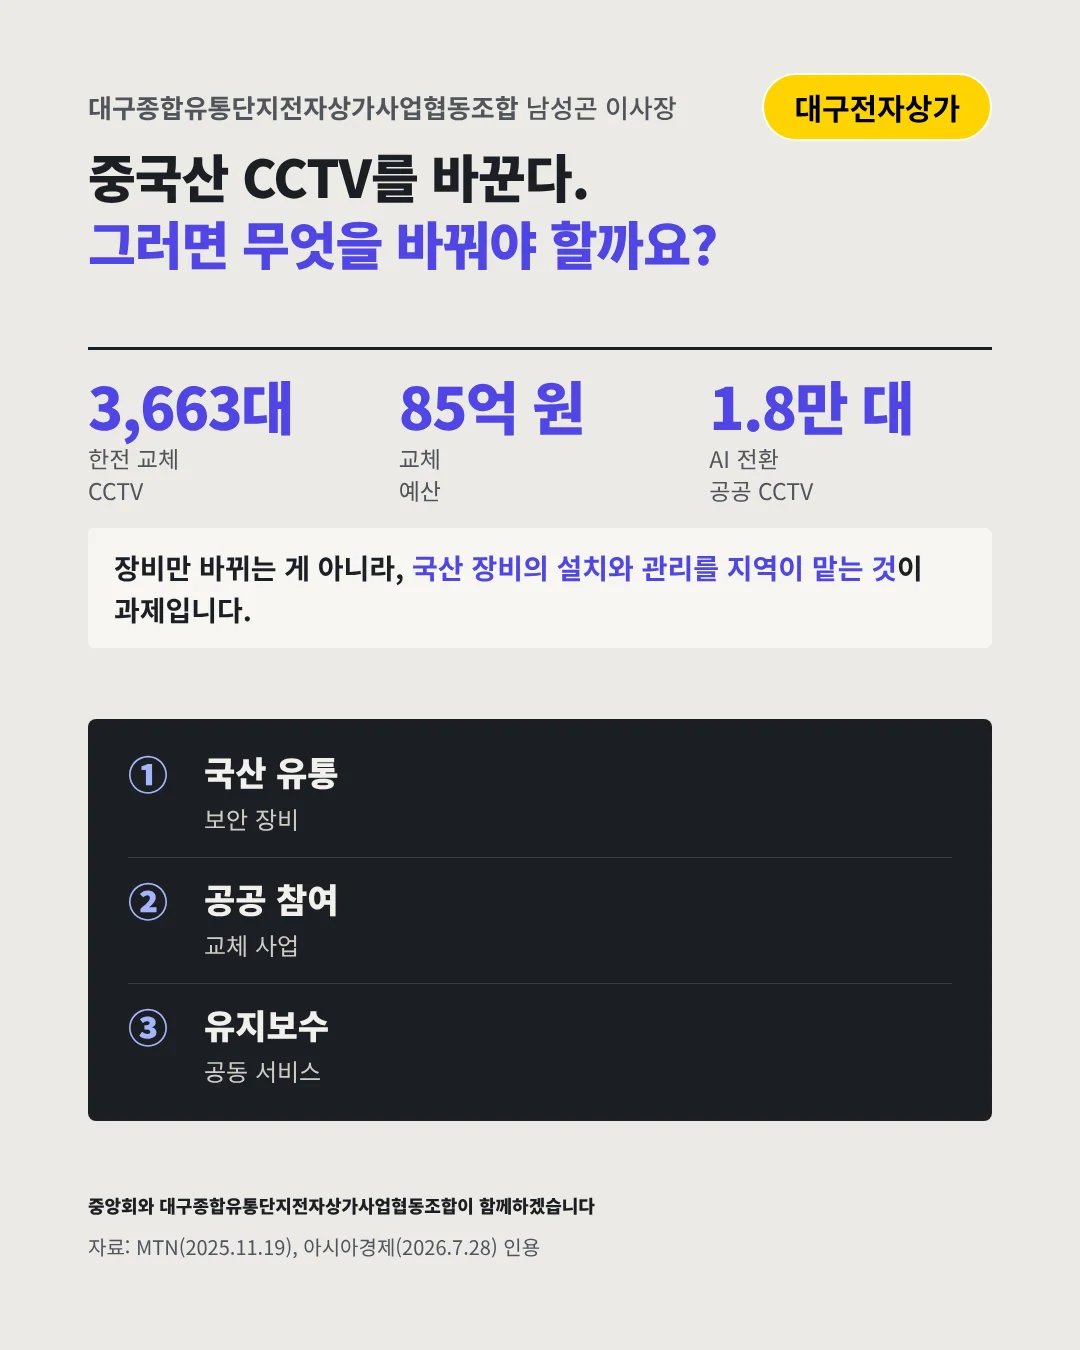 대구종합유통단지전자상가사업협동조합 남성곤 이사장
대구전자상가
중국산 CCTV를 바꾼다.
그러면 무엇을 바꿔야 할까요?
3,663대
한전 교체
CCTV
85억 원
교체
예산
1.8만 대
AI 전환
공공 CCTV
장비만 바뀌는 게 아니라, 국산 장비의 설치와 관리를 지역이 맡는 것이
과제입니다.
① 국산 유통
보안 장비
② 공공 참여
교체 사업
③ 유지보수
공동 서비스
중앙회와 대구종합유통단지전자상가사업협동조합이 함께하겠습니다
자료: MTN(2025.11.19), 아시아경제(2026.7.28) 인용